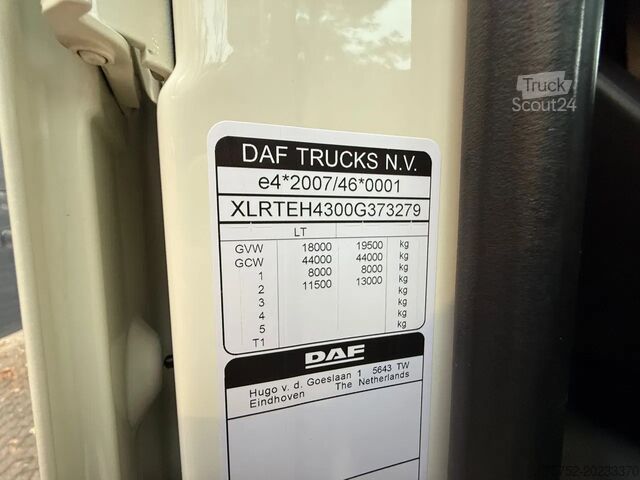 Truck
Scout24
DAF TRUCKS N.V.
e4*2007/46*0001
XLRTEH4300G373279
LT
GVW 18000 19500 kg
GCW 44000 44000 kg
1 8000 8000 kg
2 11500 13000 kg
3 kg
4 kg
5 kg
T1
DAF
Hugo v. d. Goeslaan 1 5643 TW
Eindhoven The Netherlands